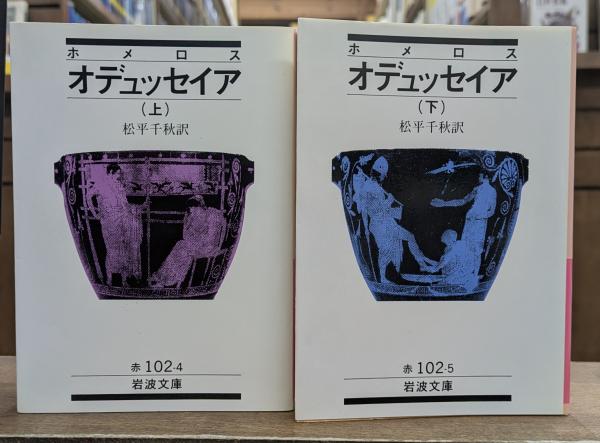 ホメロス
オデュッセイア
（上）
松平千秋訳
赤 102-4
岩波文庫
ホメロス
オデュッセイア
（下）
松平千秋訳
赤 102-5
岩波文庫